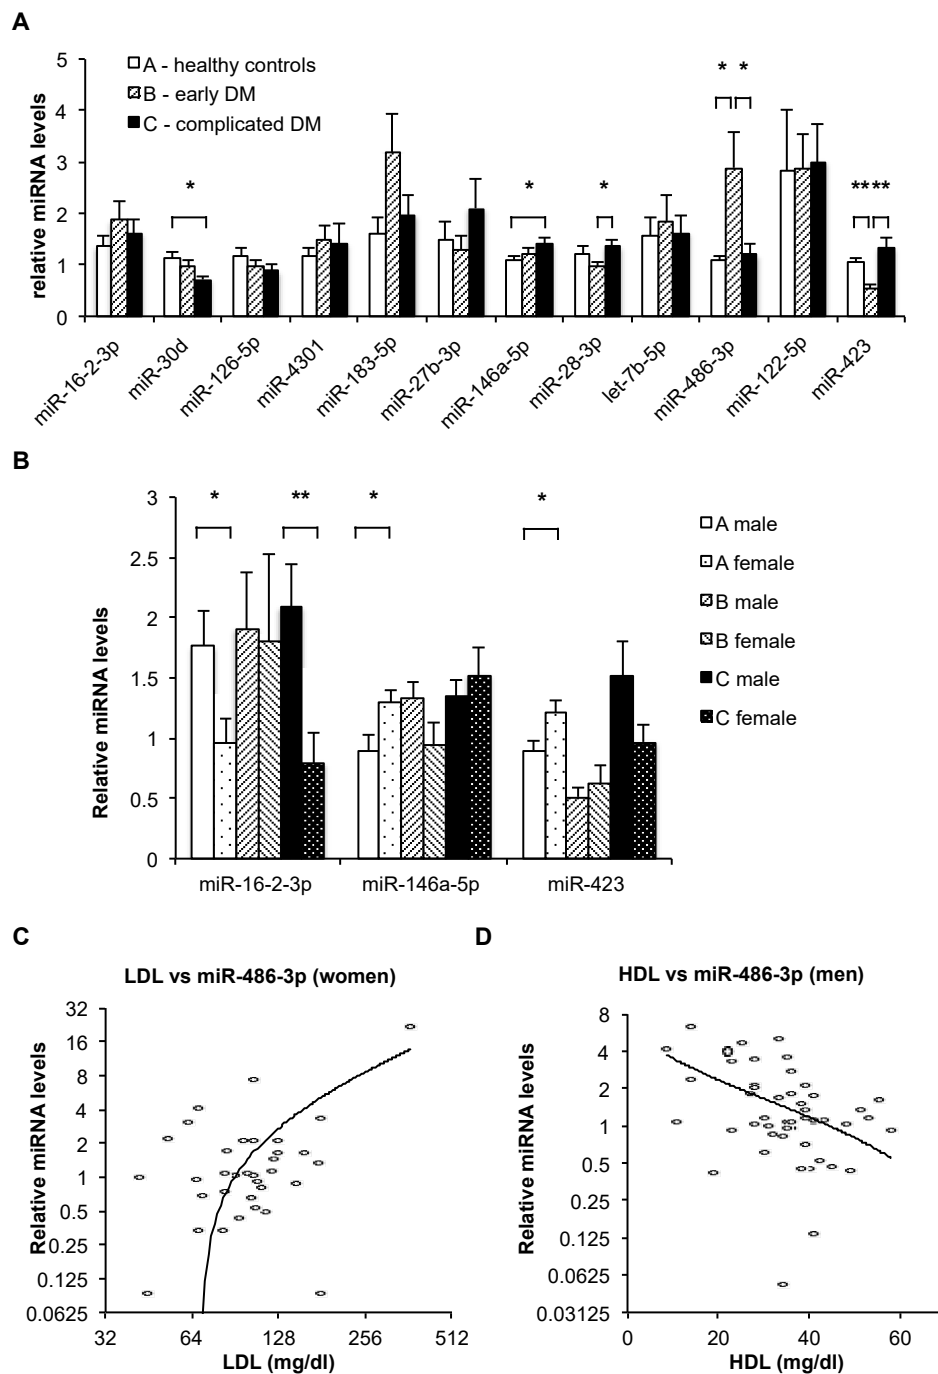 A
5
4
3
2
1
0
relative miRNA levels
A - healthy controls
B - early DM
C - complicated DM
* * * * * ** **
miR-16-2-3p
miR-30d
miR-126-5p
miR-4301
miR-183-5p
miR-27b-3p
miR-146a-5p
miR-28-3p
let-7b-5p
miR-486-3p
miR-122-5p
miR-423
B
3
2.5
2
1.5
1
0.5
0
Relative miRNA levels
* ** * *
miR-16-2-3p miR-146a-5p miR-423
A male
A female
B male
B female
C male
C female
C
LDL vs miR-486-3p (women)
32
16
8
4
2
1
0.5
0.25
0.125
0.0625
Relative miRNA levels
32 64 128 256 512
LDL (mg/dl)
D
HDL vs miR-486-3p (men)
8
4
2
1
0.5
0.25
0.125
0.0625
0.03125
Relative miRNA levels
0 20 40 60
HDL (mg/dl)